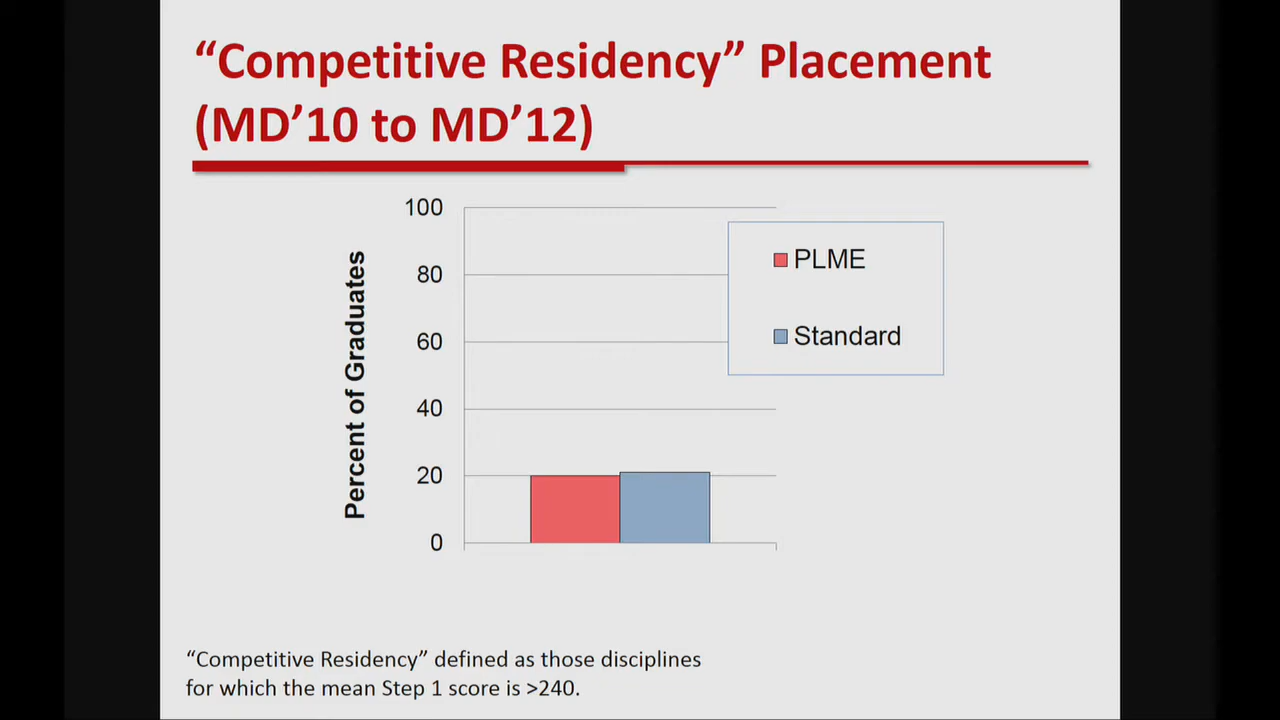 “Competitive Residency” Placement
(MD’10 to MD’12)
100
80
60
40
20
0
Percent of Graduates
PLME
Standard
“Competitive Residency” defined as those disciplines
for which the mean Step 1 score is >240.